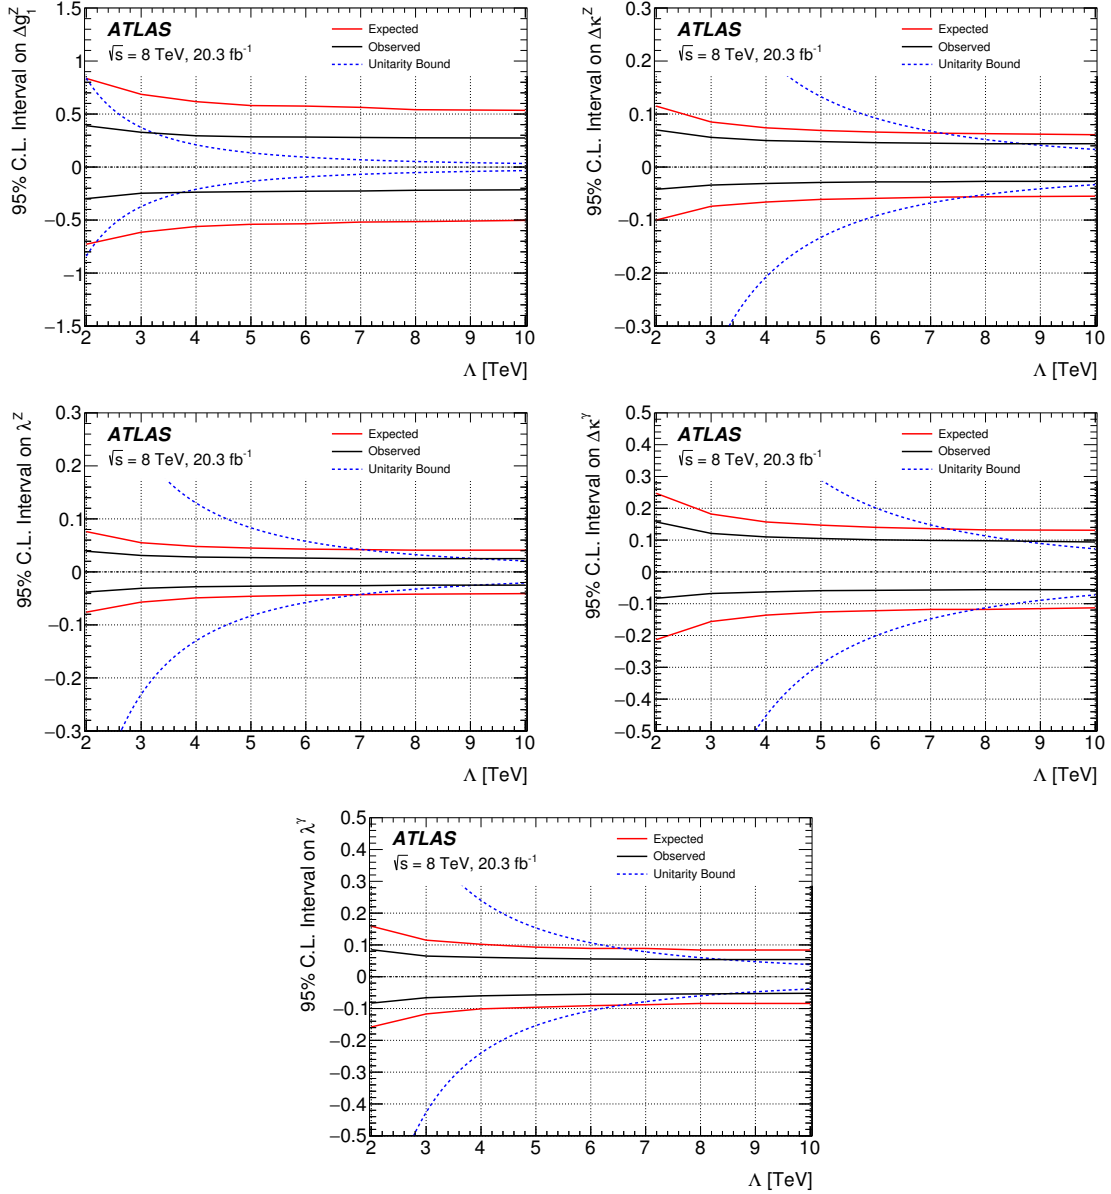 95% C.L. Interval on Δg₁ᶻ
1.5
1
0.5
0
−0.5
−1
−1.5
ATLAS
√s = 8 TeV, 20.3 fb⁻¹
Expected
Observed
Unitarity Bound
2 3 4 5 6 7 8 9 10
Λ [TeV]
95% C.L. Interval on Δκᶻ
0.3
0.2
0.1
0
−0.1
−0.2
−0.3
ATLAS
√s = 8 TeV, 20.3 fb⁻¹
Expected
Observed
Unitarity Bound
2 3 4 5 6 7 8 9 10
Λ [TeV]
95% C.L. Interval on λᶻ
0.3
0.2
0.1
0
−0.1
−0.2
−0.3
ATLAS
√s = 8 TeV, 20.3 fb⁻¹
Expected
Observed
Unitarity Bound
2 3 4 5 6 7 8 9 10
Λ [TeV]
95% C.L. Interval on Δκᵞ
0.5
0.4
0.3
0.2
0.1
0
−0.1
−0.2
−0.3
−0.4
−0.5
ATLAS
√s = 8 TeV, 20.3 fb⁻¹
Expected
Observed
Unitarity Bound
2 3 4 5 6 7 8 9 10
Λ [TeV]
95% C.L. Interval on λᵞ
0.5
0.4
0.3
0.2
0.1
0
−0.1
−0.2
−0.3
−0.4
−0.5
ATLAS
√s = 8 TeV, 20.3 fb⁻¹
Expected
Observed
Unitarity Bound
2 3 4 5 6 7 8 9 10
Λ [TeV]